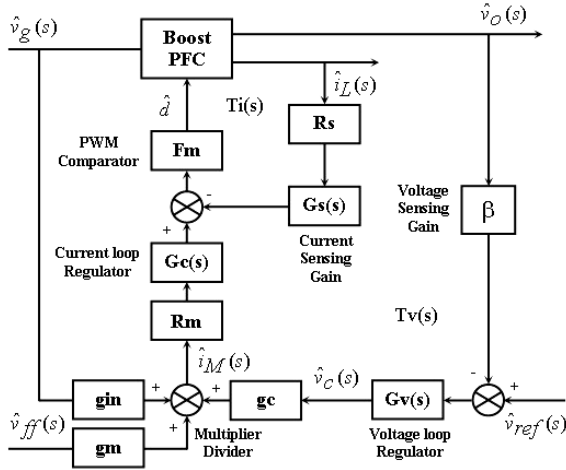 v̂g(s)
v̂O(s)
Boost
PFC
îL(s)
d̂
Ti(s)
Rs
PWM
Comparator
Fm
-
Gs(s)
Voltage
Sensing
Gain
β
+
Current loop
Regulator
Gc(s)
Current
Sensing
Gain
Rm
Tv(s)
îM(s)
v̂C(s)
-
gin
+
+
gc
Gv(s)
+
v̂ff(s)
gm
+
Multiplier
Divider
Voltage loop
Regulator
v̂ref(s)